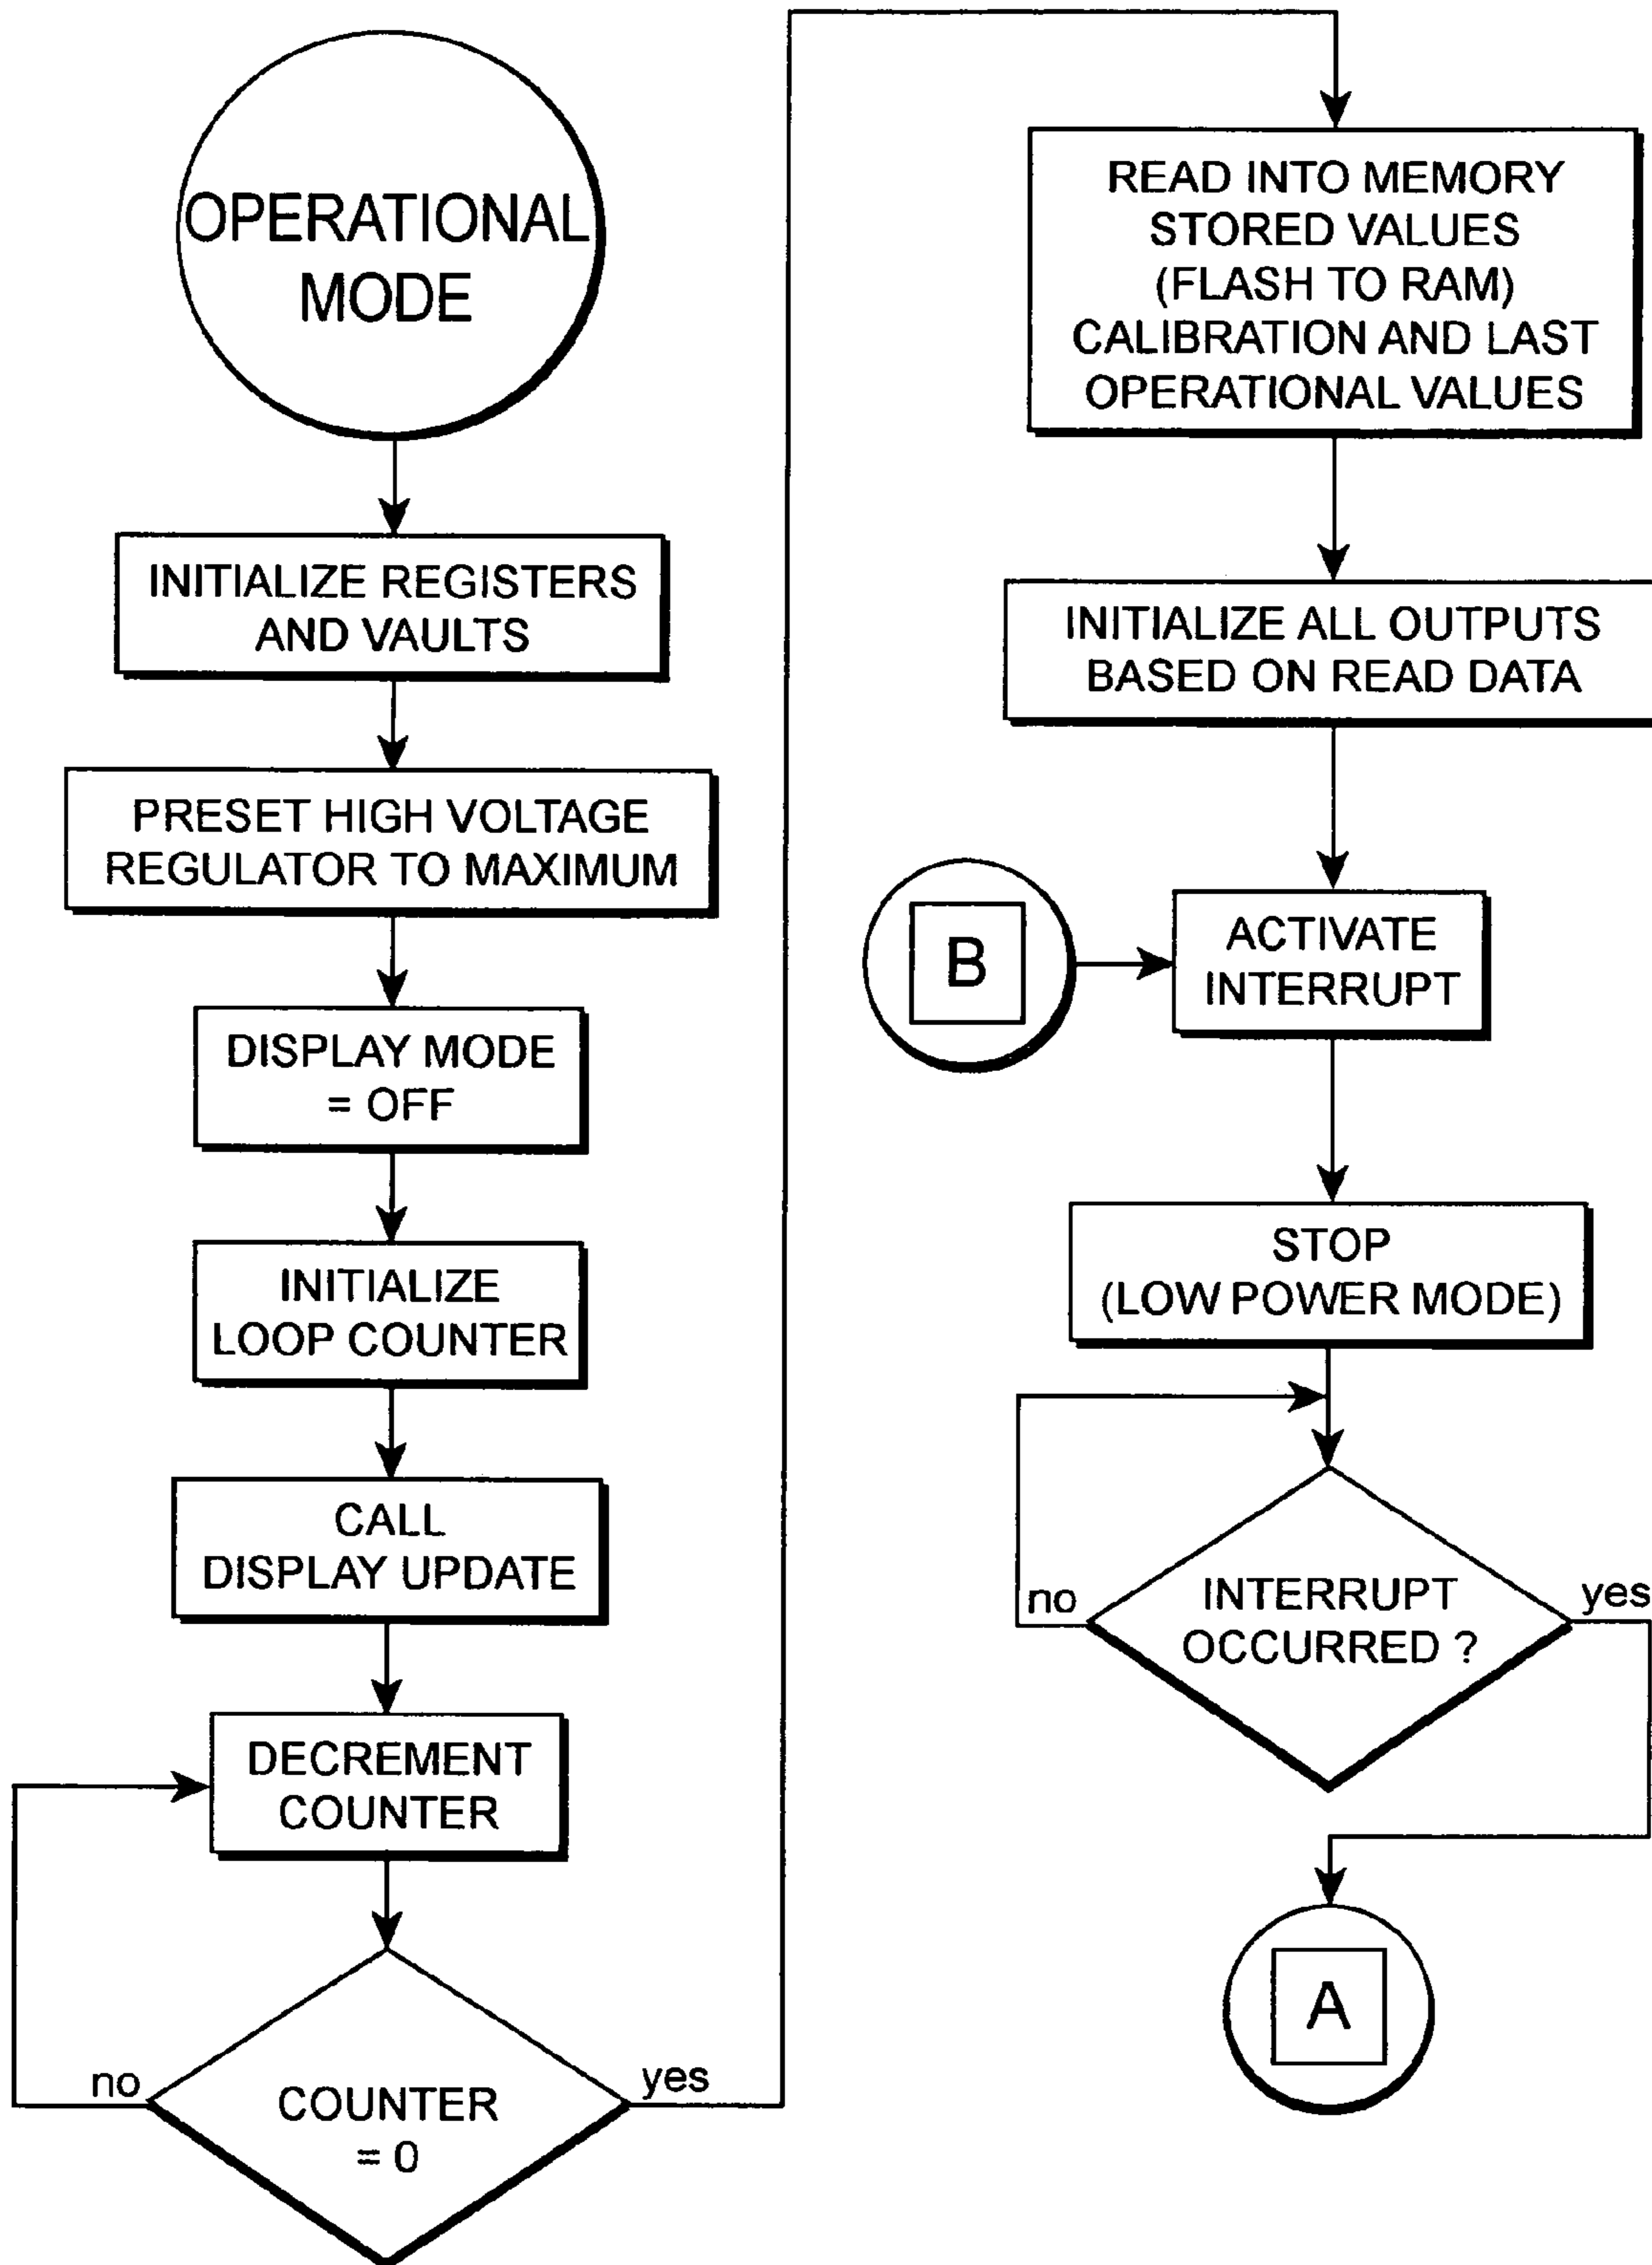 OPERATIONAL
MODE
INITIALIZE REGISTERS
AND VAULTS
PRESET HIGH VOLTAGE
REGULATOR TO MAXIMUM
DISPLAY MODE
= OFF
INITIALIZE
LOOP COUNTER
CALL
DISPLAY UPDATE
DECREMENT
COUNTER
no
yes
COUNTER
= 0
READ INTO MEMORY
STORED VALUES
(FLASH TO RAM)
CALIBRATION AND LAST
OPERATIONAL VALUES
INITIALIZE ALL OUTPUTS
BASED ON READ DATA
B
ACTIVATE
INTERRUPT
STOP
(LOW POWER MODE)
no
yes
INTERRUPT
OCCURRED ?
A